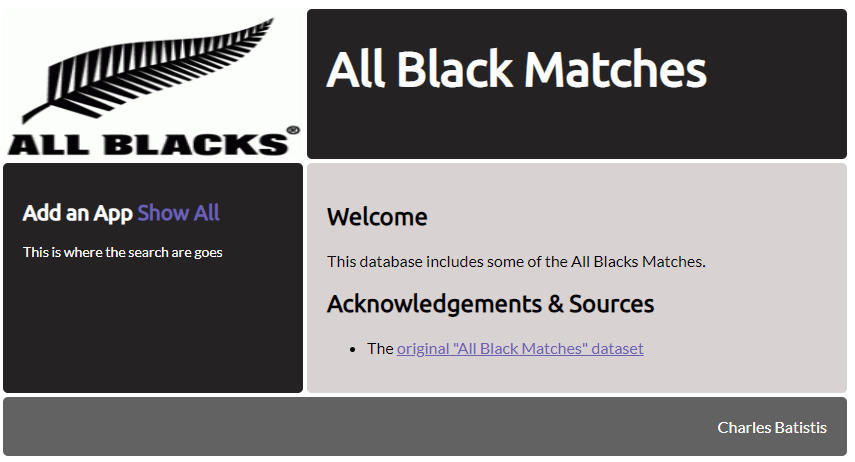 ALL BLACKS®
All Black Matches
Add an App Show All
This is where the search are goes
Welcome
This database includes some of the All Blacks Matches.
Acknowledgements & Sources
• The original "All Black Matches" dataset
Charles Batistis